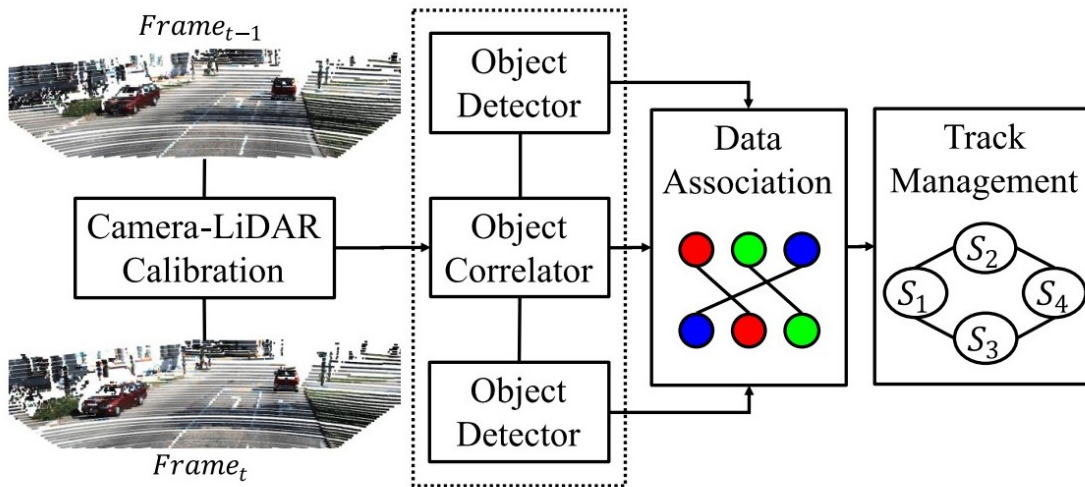 Frame_{t−1}
Camera-LiDAR
Calibration
Frame_t
Object
Detector
Object
Correlator
Object
Detector
Data
Association
Track
Management
S_2
S_1
S_4
S_3